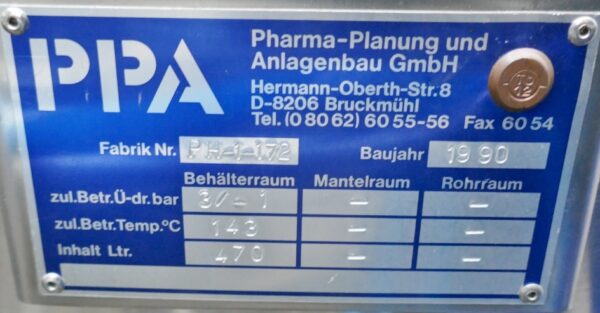 PPA
Pharma-Planung und
Anlagenbau GmbH
Hermann-Oberth-Str.8
D-8206 Bruckmühl
Tel. (0 80 62) 60 55-56 Fax 60 54
Fabrik Nr. PH-1-172 Baujahr 1990
Behälterraum Mantelraum Rohrraum
zul.Betr.Ü-dr.bar 3/-1 – –
zul.Betr.Temp.°C 143 – –
Inhalt Ltr. 470 – –